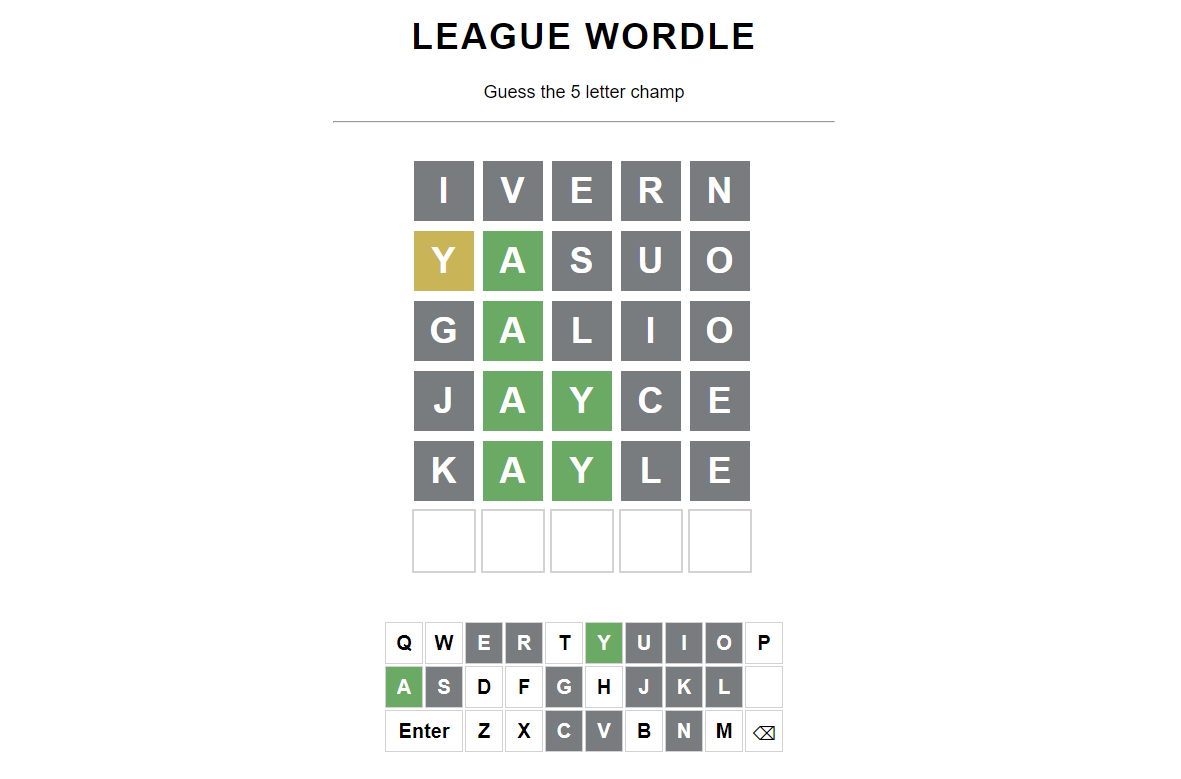 LEAGUE WORDLE
Guess the 5 letter champ
I V E R N
Y A S U O
G A L I O
J A Y C E
K A Y L E
Q W E R T Y U I O P
A S D F G H J K L
Enter Z X C V B N M ⌫